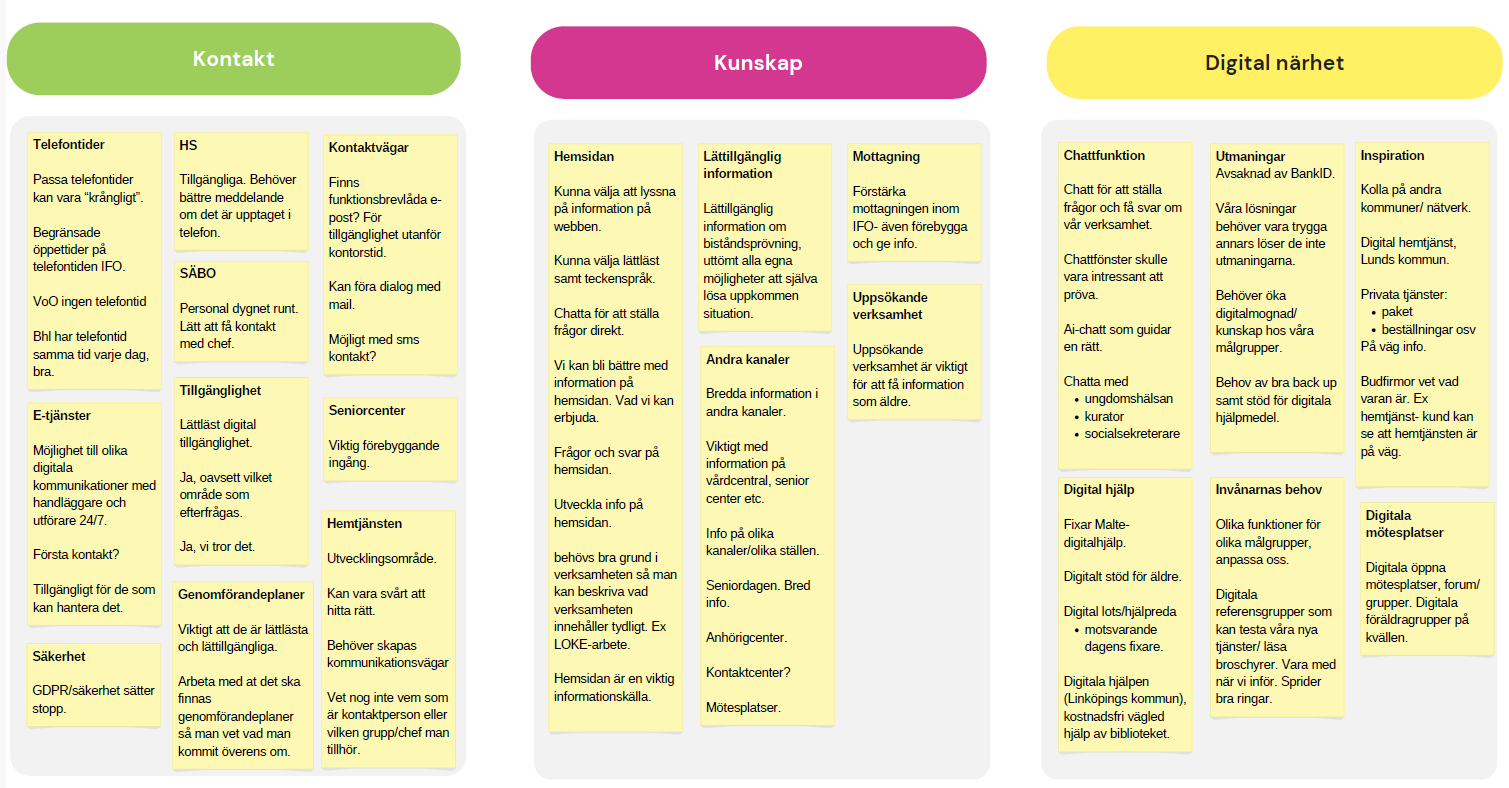 Kontakt
Telefontider
Passa telefontider
kan vara “krångligt”.
Begränsade
öppettider på
telefontiden IFO.
VoO ingen telefontid
Bhl har telefontid
samma tid varje dag,
bra.
E-tjänster
Möjlighet till olika
digitala
kommunikationer med
handläggare och
utförare 24/7.
Första kontakt?
Tillgängligt för de som
kan hantera det.
Säkerhet
GDPR/säkerhet sätter
stopp.
HS
Tillgängliga. Behöver
bättre meddelande
om det är upptaget i
telefon.
SÄBO
Personal dygnet runt.
Lätt att få kontakt
med chef.
Tillgänglighet
Lättläst digital
tillgänglighet.
Ja, oavsett vilket
område som
efterfrågas.
Ja, vi tror det.
Genomförandeplaner
Viktigt att de är lättlästa
och lättillgängliga.
Arbeta med at det ska
finnas
genomförandeplaner
så man vet vad man
kommit överens om.
Kontaktvägar
Finns
funktionsbrevlåda e-
post? För
tillgänglighet utanför
kontorstid.
Kan föra dialog med
mail.
Möjligt med sms
kontakt?
Seniorcenter
Viktig förebyggande
ingång.
Hemtjänsten
Utvecklingsområde.
Kan vara svårt att
hitta rätt.
Behöver skapas
kommunikationsvägar
Vet nog inte vem som
är kontaktperson eller
vilken grupp/chef man
tillhör.
Kunskap
Hemsidan
Kunna välja att lyssna
på information på
webben.
Kunna välja lättläst
samt teckenspråk.
Chatta för att ställa
frågor direkt.
Vi kan bli bättre med
information på
hemsidan. Vad vi kan
erbjuda.
Frågor och svar på
hemsidan.
Utveckla info på
hemsidan.
behövs bra grund i
verksamheten så man
kan beskriva vad
verksamheten
innehåller tydligt. Ex
LOKE-arbete.
Hemsidan är en viktig
informationskälla.
Lättillgänglig
information
Lättillgänglig
information om
biståndsprövning,
uttömt alla egna
möjligheter att själva
lösa uppkommen
situation.
Andra kanaler
Bredda information i
andra kanaler.
Viktigt med
information på
vårdcentral, senior
center etc.
Info på olika
kanaler/olika ställen.
Seniordagen. Bred
info.
Anhörigcenter.
Kontaktcenter?
Mötesplatser.
Mottagning
Förstärka
mottagningen inom
IFO- även förebygga
och ge info.
Uppsökande
verksamhet
Uppsökande
verksamhet är viktigt
för att få information
som äldre.
Digital närhet
Chattfunktion
Chatt för att ställa
frågor och få svar om
vår verksamhet.
Chattfönster skulle
vara intressant att
pröva.
Ai-chatt som guidar
en rätt.
Chatta med
• ungdomshälsan
• kurator
• socialsekreterare
Digital hjälp
Fixar Malte-
digitalhjälp.
Digitalt stöd för äldre.
Digital lots/hjälpreda
• motsvarande
dagens fixare.
Digitala hjälpen
(Linköpings kommun),
kostnadsfri vägled
hjälp av biblioteket.
Utmaningar
Avsaknad av BankID.
Våra lösningar
behöver vara trygga
annars löser de inte
utmaningarna.
Behöver öka
digitalmognad/
kunskap hos våra
målgrupper.
Behov av bra back up
samt stöd för digitala
hjälpmedel.
Invånarnas behov
Olika funktioner för
olika målgrupper,
anpassa oss.
Digitala
referensgrupper som
kan testa våra nya
tjänster/ läsa
broschyrer. Vara med
när vi inför. Sprider
bra ringar.
Inspiration
Kolla på andra
kommuner/ nätverk.
Digital hemtjänst,
Lunds kommun.
Privata tjänster:
• paket
• beställningar osv
På väg info.
Budfirmor vet vad
varan är. Ex
hemtjänst- kund kan
se att hemtjänsten är
på väg.
Digitala
mötesplatser
Digitala öppna
mötesplatser, forum/
grupper. Digitala
föräldragrupper på
kvällen.